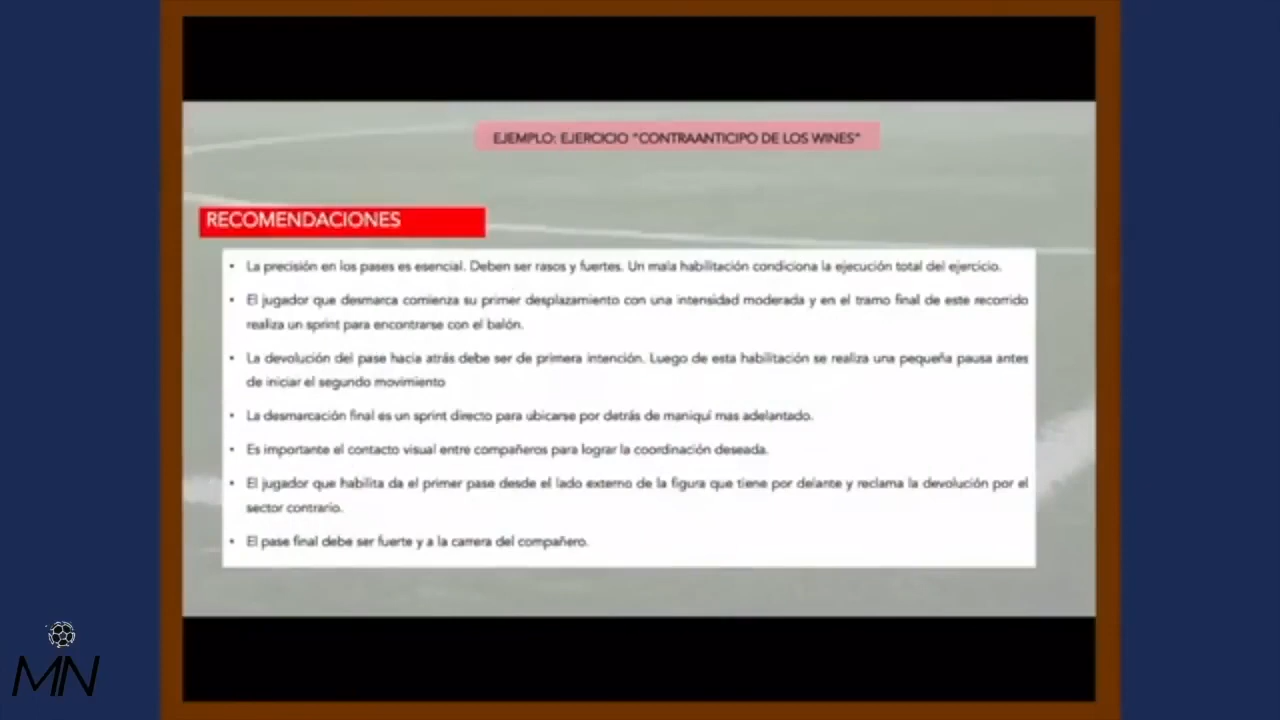 EJEMPLO: EJERCICIO "CONTRAANTICIPO DE LOS WINES"
RECOMENDACIONES
• La precisión en los pases es esencial. Deben ser rasos y fuertes. Un mala habilitación condiciona la ejecución total del ejercicio.
• El jugador que desmarca comienza su primer desplazamiento con una intensidad moderada y en el tramo final de este recorrido
realiza un sprint para encontrarse con el balón.
• La devolución del pase hacia atrás debe ser de primera intención. Luego de esta habilitación se realiza una pequeña pausa antes
de iniciar el segundo movimiento
• La desmarcación final es un sprint directo para ubicarse por detrás de maniquí mas adelantado.
• Es importante el contacto visual entre compañeros para lograr la coordinación deseada.
• El jugador que habilita da el primer pase desde el lado externo de la figura que tiene por delante y reclama la devolución por el
sector contrario.
• El pase final debe ser fuerte y a la carrera del compañero.
MN